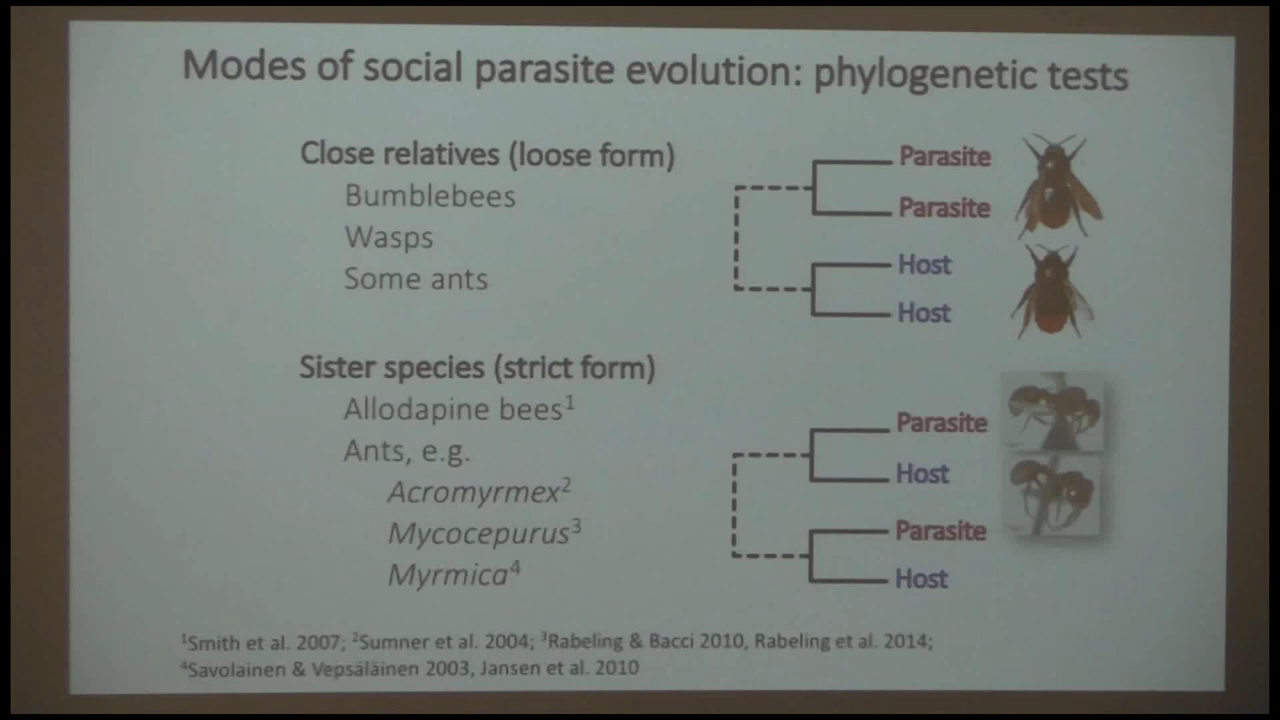 Modes of social parasite evolution: phylogenetic tests
Close relatives (loose form)
Bumblebees
Wasps
Some ants
Parasite
Parasite
Host
Host
Sister species (strict form)
Allodapine bees¹
Ants, e.g.
Acromyrmex²
Mycocepurus³
Myrmica⁴
Parasite
Host
Parasite
Host
¹Smith et al. 2007; ²Sumner et al. 2004; ³Rabeling & Bacci 2010, Rabeling et al. 2014;
⁴Savolainen & Vepsäläinen 2003, Jansen et al. 2010